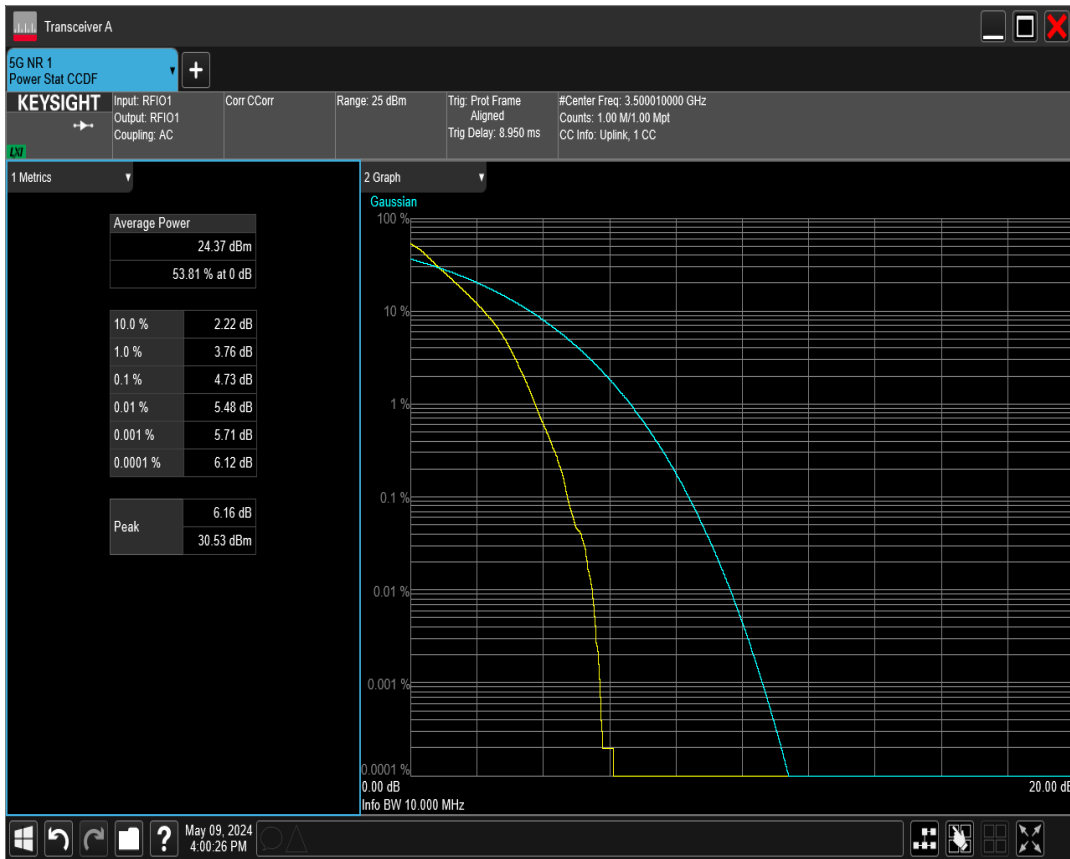 Transceiver A
5G NR 1
Power Stat CCDF
+
KEYSIGHT
LXI
Input: RFIO1
Output: RFIO1
Coupling: AC
Corr CCorr
Range: 25 dBm
Trig: Prot Frame
Aligned
Trig Delay: 8.950 ms
#Center Freq: 3.500010000 GHz
Counts: 1.00 M/1.00 Mpt
CC Info: Uplink, 1 CC
1 Metrics
Average Power
24.37 dBm
53.81 % at 0 dB
10.0 % 2.22 dB
1.0 % 3.76 dB
0.1 % 4.73 dB
0.01 % 5.48 dB
0.001 % 5.71 dB
0.0001 % 6.12 dB
Peak
6.16 dB
30.53 dBm
2 Graph
Gaussian
100 %
10 %
1 %
0.1 %
0.01 %
0.001 %
0.0001 %
0.00 dB 20.00 dB
Info BW 10.000 MHz
?
May 09, 2024
4:00:26 PM